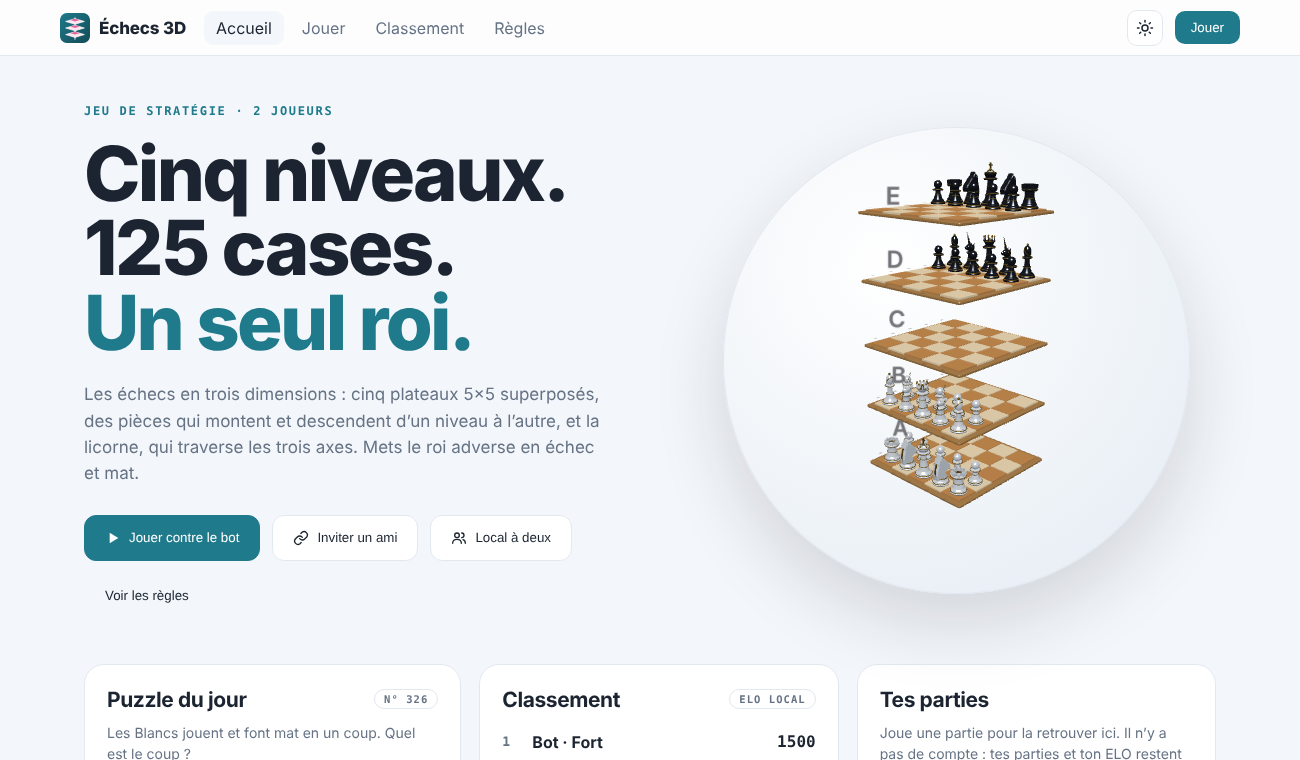 Échecs 3D
Accueil
Jouer
Classement
Règles
Jouer
JEU DE STRATÉGIE · 2 JOUEURS
Cinq niveaux.
125 cases.
Un seul roi.
Les échecs en trois dimensions : cinq plateaux 5×5 superposés,
des pièces qui montent et descendent d’un niveau à l’autre, et la
licorne, qui traverse les trois axes. Mets le roi adverse en échec
et mat.
Jouer contre le bot
Inviter un ami
Local à deux
Voir les règles
E
D
C
B
A
Puzzle du jour
N° 326
Les Blancs jouent et font mat en un coup. Quel
est le coup ?
Classement
ELO LOCAL
1 Bot · Fort 1500
Tes parties
Joue une partie pour la retrouver ici. Il n’y a
pas de compte : tes parties et ton ELO restent